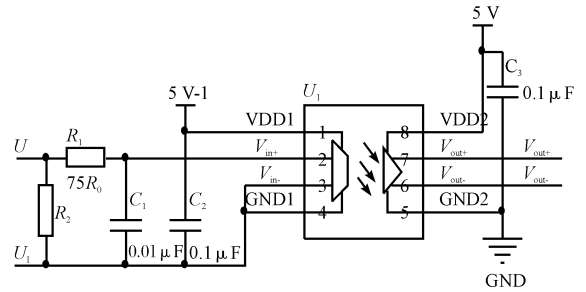 5 V
C3
0.1 μF
5 V-1
U1
VDD1
1
8
VDD2
U
R1
Vin+
2
7
Vout+
Vout+
75R0
Vin-
3
6
Vout-
Vout-
R2
C1
C2
GND1
4
5
GND2
U1
0.01 μF
0.1 μF
GND